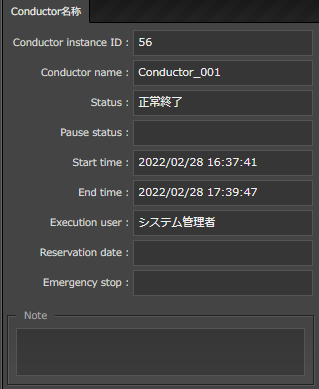 Conductor名称
Conductor instance ID : 56
Conductor name : Conductor_001
Status : 正常終了
Pause status :
Start time : 2022/02/28 16:37:41
End time : 2022/02/28 17:39:47
Execution user : システム管理者
Reservation date :
Emergency stop :
Note